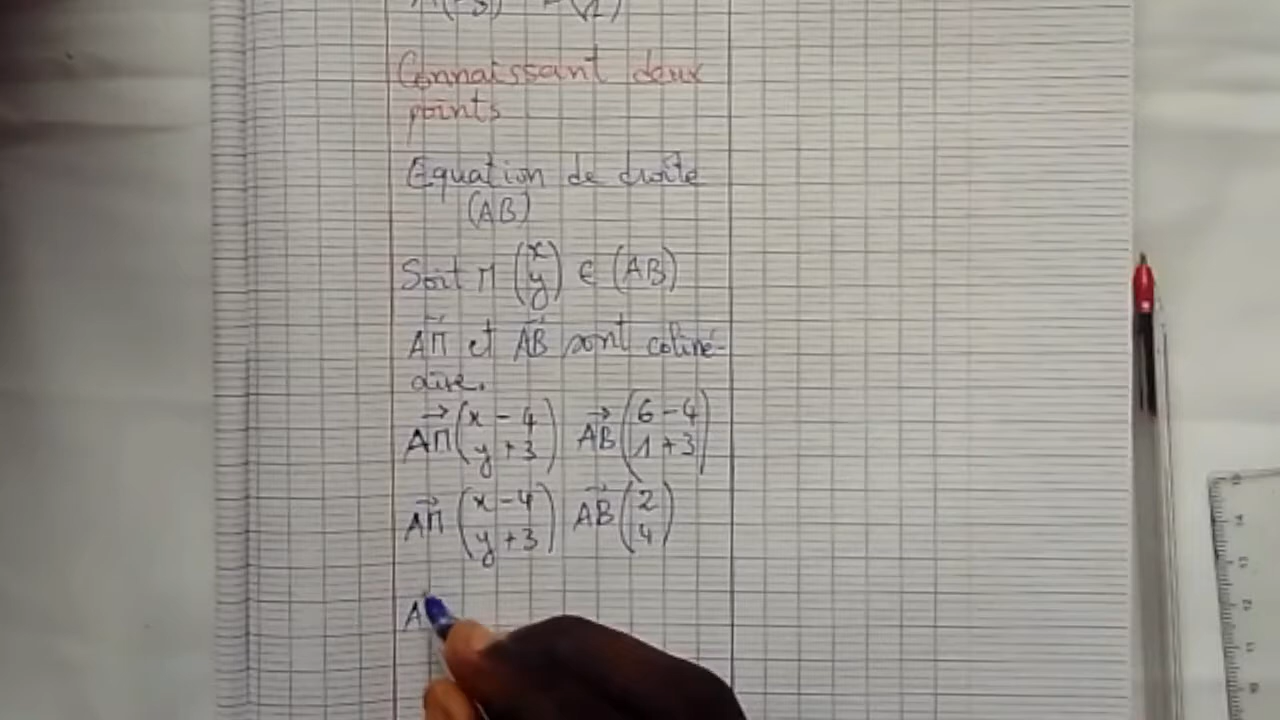 Connaissant deux
points
Equation de droite
(AB)
Soit M (x y) ∈ (AB)
AM et AB sont coliné-
aire.
AM (x - 4 y + 3) AB (6 - 4 1 + 3)
AM (x - 4 y + 3) AB (2 4)
A